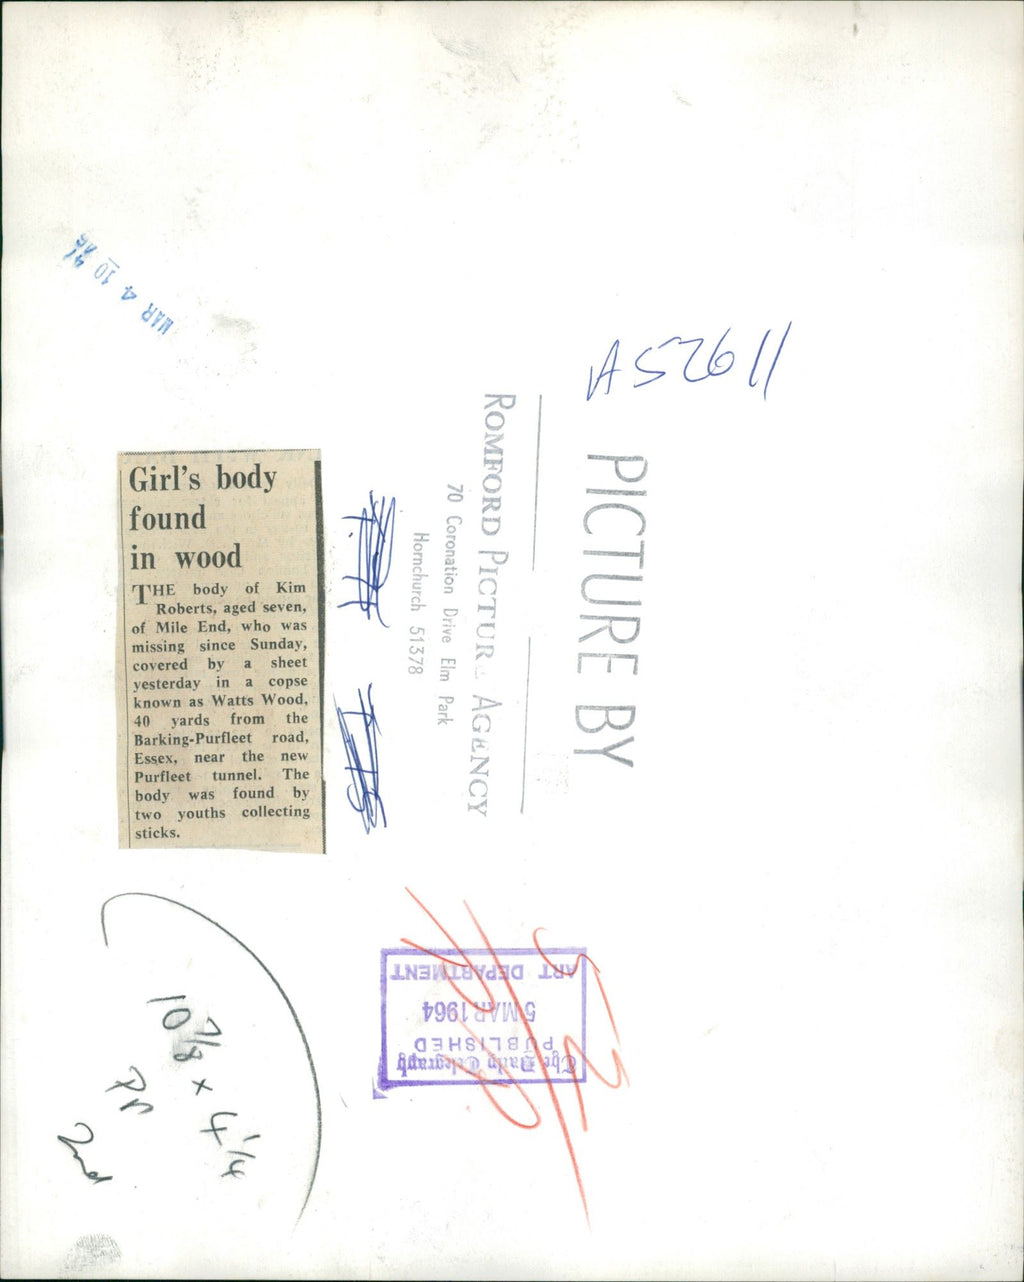 MAR 4 10
A52611
PICTURE BY
ROMFORD PICTURE AGENCY
70 Coronation Drive Elm Park
Hornchurch 51378
Girl's body
found
in wood
THE body of Kim
Roberts, aged seven,
of Mile End, who was
missing since Sunday,
covered by a sheet
yesterday in a copse
known as Watts Wood,
40 yards from the
Barking-Purfleet road,
Essex, near the new
Purfleet tunnel. The
body was found by
two youths collecting
sticks.
The Daily Telegraph
PUBLISHED
5 MAR 1964
ART DEPARTMENT
10 7/8 x 4 1/4
2nd